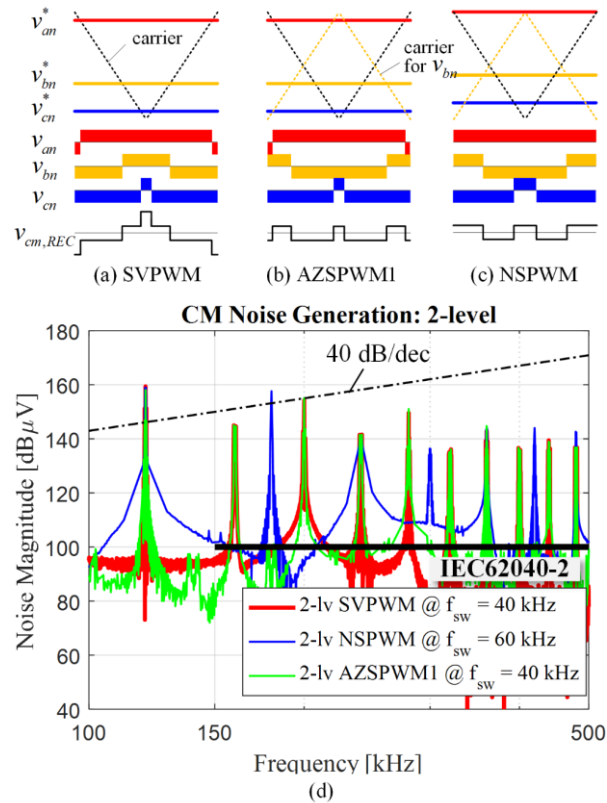 v*an
carrier
v*bn
v*cn
van
vbn
vcn
vcm,REC
carrier for vbn
(a) SVPWM
(b) AZSPWM1
(c) NSPWM
CM Noise Generation: 2-level
180
160
140
120
100
80
60
40
Noise Magnitude [dBμV]
40 dB/dec
IEC62040-2
2-lv SVPWM @ fsw = 40 kHz
2-lv NSPWM @ fsw = 60 kHz
2-lv AZSPWM1 @ fsw = 40 kHz
100
150
500
Frequency [kHz]
(d)